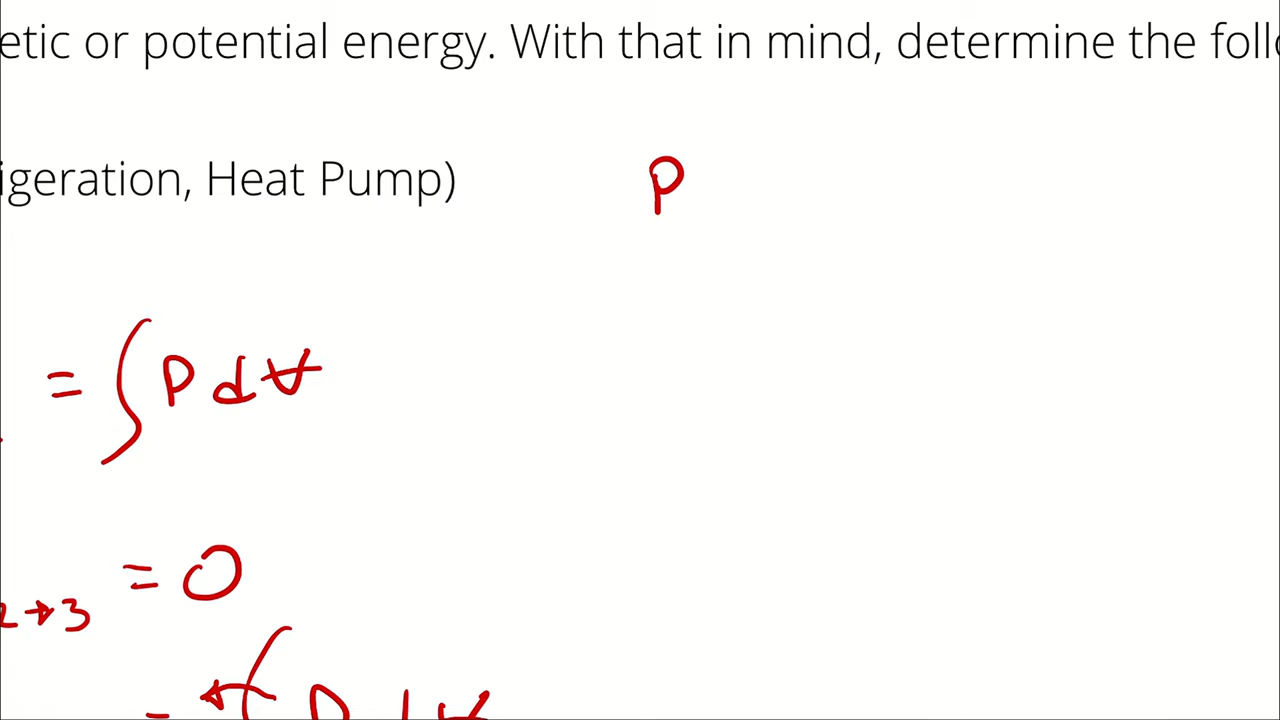 etic or potential energy. With that in mind, determine the foll
igeration, Heat Pump) P
= ∫ P d V
2→3 = 0
= ∫ P d V